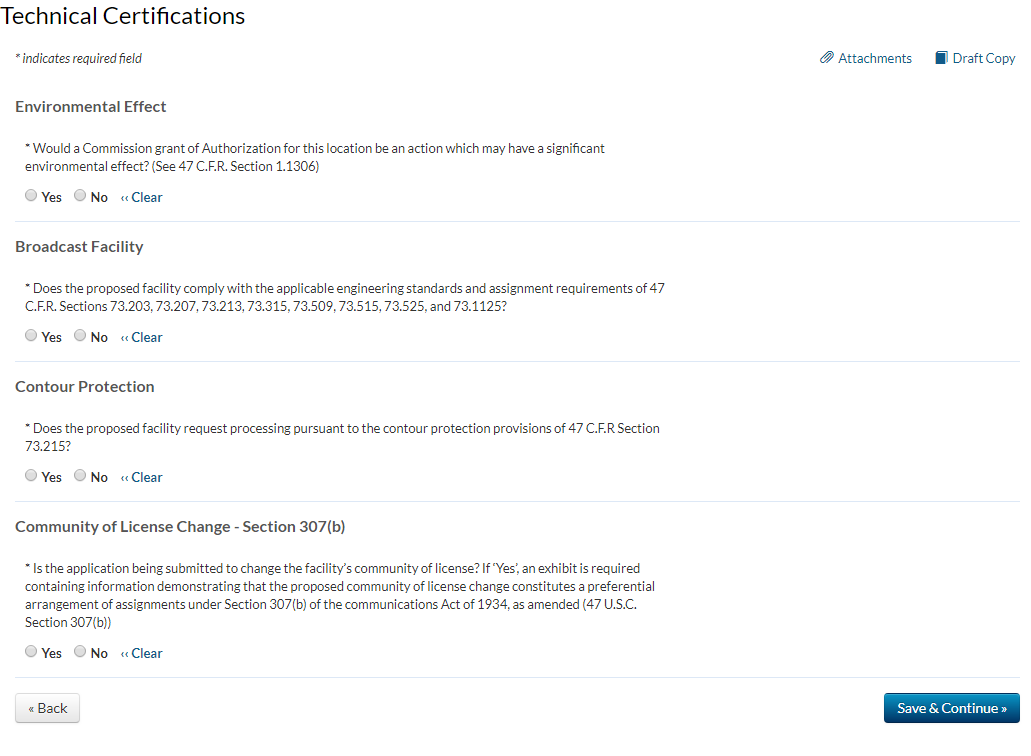 Technical Certifications
* indicates required field
Attachments
Draft Copy
Environmental Effect
* Would a Commission grant of Authorization for this location be an action which may have a significant
environmental effect? (See 47 C.F.R. Section 1.1306)
Yes No ‹‹ Clear
Broadcast Facility
* Does the proposed facility comply with the applicable engineering standards and assignment requirements of 47
C.F.R. Sections 73.203, 73.207, 73.213, 73.315, 73.509, 73.515, 73.525, and 73.1125?
Yes No ‹‹ Clear
Contour Protection
* Does the proposed facility request processing pursuant to the contour protection provisions of 47 C.F.R Section
73.215?
Yes No ‹‹ Clear
Community of License Change - Section 307(b)
* Is the application being submitted to change the facility's community of license? If 'Yes', an exhibit is required
containing information demonstrating that the proposed community of license change constitutes a preferential
arrangement of assignments under Section 307(b) of the communications Act of 1934, as amended (47 U.S.C.
Section 307(b))
Yes No ‹‹ Clear
« Back
Save & Continue »